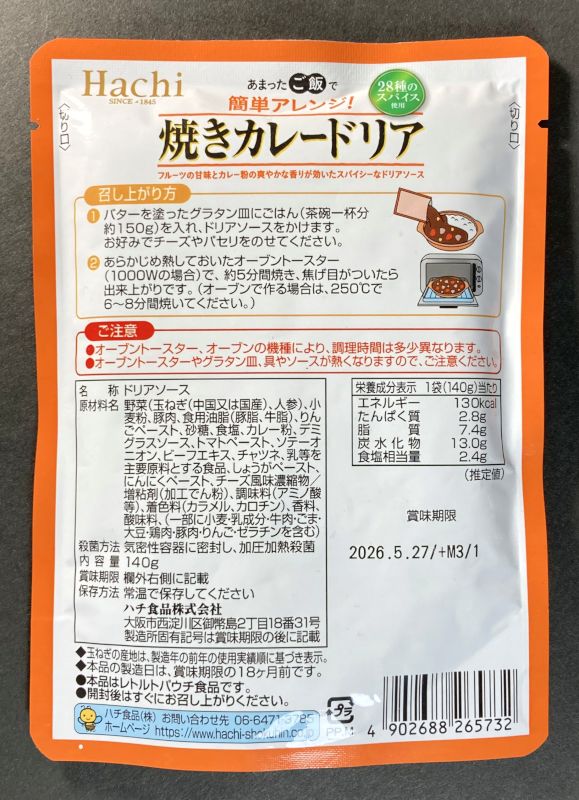 Hachi
SINCE 1845
あまったご飯で
簡単アレンジ!
28種の
スパイス
使用
〈切り口〉
〈切り口〉
焼きカレードリア
フルーツの甘味とカレー粉の爽やかな香りが効いたスパイシーなドリアソース
召し上がり方
1 バターを塗ったグラタン皿にごはん(茶碗一杯分
約150g)を入れ、ドリアソースをかけます。
お好みでチーズやパセリをのせてください。
2 あらかじめ熱しておいたオーブントースター
(1000Wの場合)で、約5分間焼き、焦げ目がついたら
出来上がりです。(オーブンで作る場合は、250℃で
6〜8分間焼いてください。)
ご注意
●オーブントースター、オーブンの機種により、調理時間は多少異なります。
●オーブントースターやグラタン皿、具やソースが熱くなりますので、ご注意ください。
名称 ドリアソース
原材料名 野菜(玉ねぎ(中国又は国産)、人参)、小
麦粉、豚肉、食用油脂(豚脂、牛脂)、りん
ごペースト、砂糖、食塩、カレー粉、デミ
グラスソース、トマトペースト、ソテーオ
ニオン、ビーフエキス、チャツネ、乳等を
主要原料とする食品、しょうがペースト、
にんにくペースト、チーズ風味濃縮物/
増粘剤(加工でん粉)、調味料(アミノ酸
等)、着色料(カラメル、カロチン)、香料、
酸味料、(一部に小麦・乳成分・牛肉・ごま・
大豆・鶏肉・豚肉・りんご・ゼラチンを含む)
殺菌方法 気密性容器に密封し、加圧加熱殺菌
内容量 140g
賞味期限 欄外右側に記載
保存方法 常温で保存してください
ハチ食品株式会社
大阪市西淀川区御幣島2丁目18番31号
製造所固有記号は賞味期限の後に記載
栄養成分表示 1袋(140g)当たり
エネルギー 130kcal
たんぱく質 2.8g
脂質 7.4g
炭水化物 13.0g
食塩相当量 2.4g
(推定値)
賞味期限
2026.5.27/+M3/1
◆玉ねぎの産地は、製造年の前年の使用実績順に基づき表示。
◆本品の製造日は、賞味期限の18ヶ月前です。
●本品はレトルトパウチ食品です。
●開封後はすぐにお召し上がりください。
ハチ食品(株) お問い合わせ先 06-6471-3725
ホームページ https://www.hachi-shokuhin.co.jp
プラ
PP,M
4 902688 265732